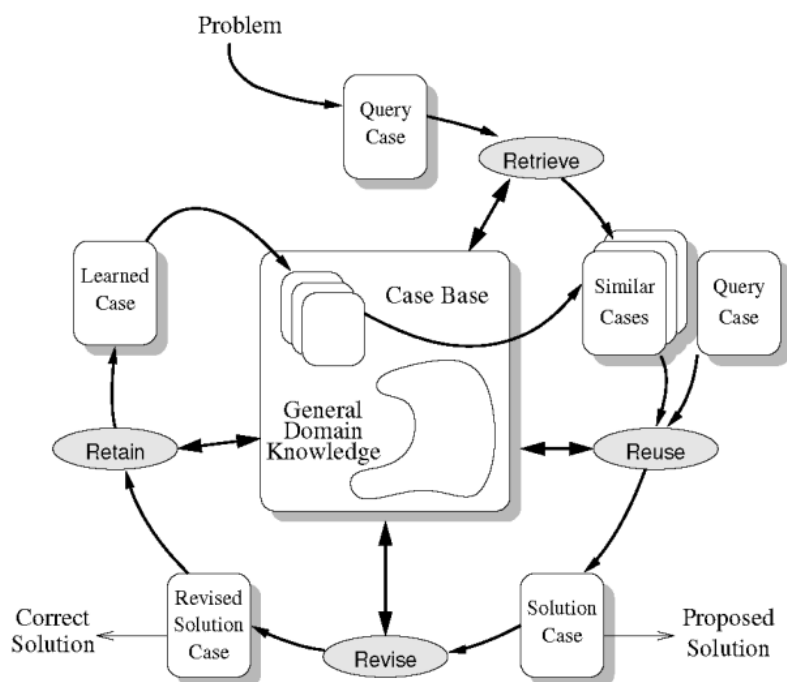 Problem
Query
Case
Retrieve
Learned
Case
Case Base
Similar
Cases
Query
Case
General
Domain
Knowledge
Retain
Reuse
Correct
Solution
Revised
Solution
Case
Revise
Solution
Case
Proposed
Solution